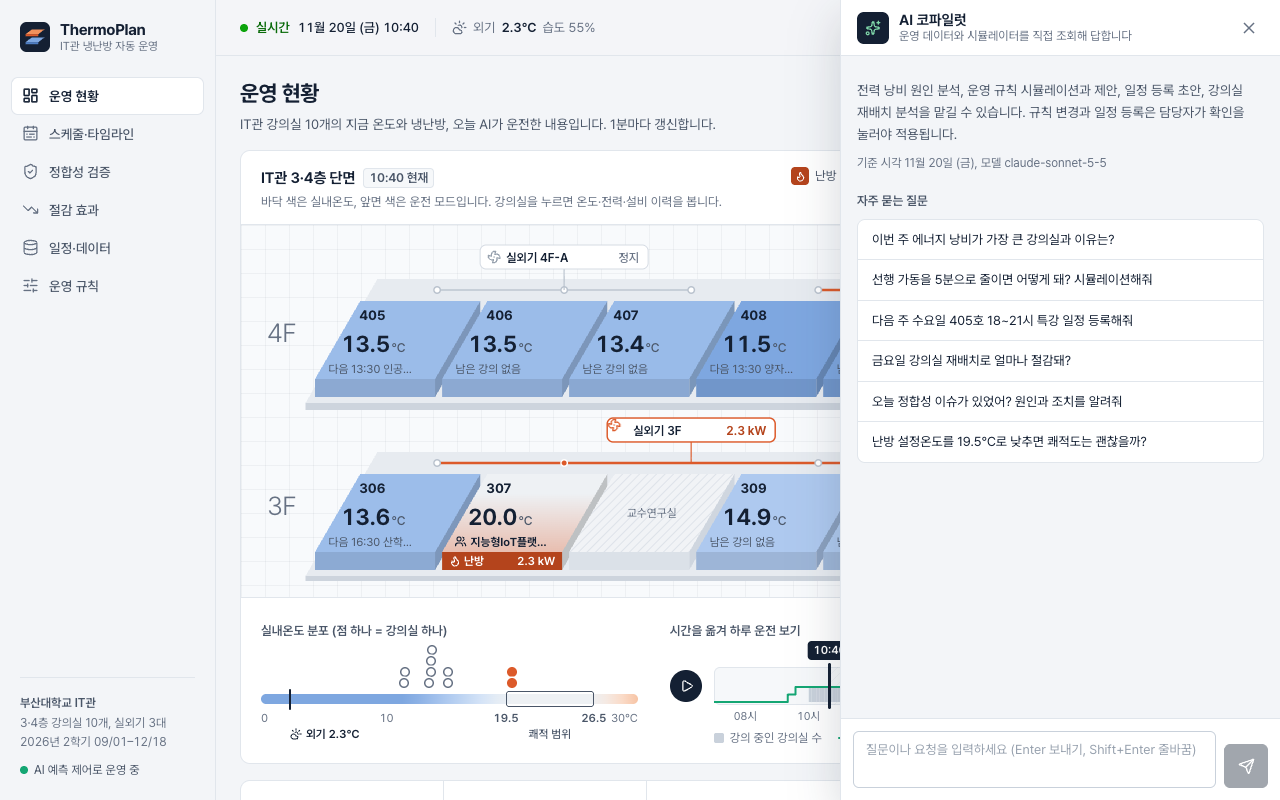 ThermoPlan
IT관 냉난방 자동 운영
운영 현황
스케줄·타임라인
정합성 검증
절감 효과
일정·데이터
운영 규칙
부산대학교 IT관
3·4층 강의실 10개, 실외기 3대
2026년 2학기 09/01–12/18
AI 예측 제어로 운영 중
실시간 11월 20일 (금) 10:40 외기 2.3°C 습도 55%
운영 현황
IT관 강의실 10개의 지금 온도와 냉난방, 오늘 AI가 운전한 내용입니다. 1분마다 갱신합니다.
IT관 3·4층 단면 10:40 현재
난방
바닥 색은 실내온도, 앞면 색은 운전 모드입니다. 강의실을 누르면 온도·전력·설비 이력을 봅니다.
실외기 4F-A 정지
4F
405 406 407 408
13.5°C 13.5°C 13.4°C 11.5°C
다음 13:30 인공… 남은 강의 없음 남은 강의 없음 다음 13:30 양자…
실외기 3F 2.3 kW
3F
306 307 309
교수연구실
13.6°C 20.0°C 14.9°C
다음 16:30 산학… 지능형IoT플랫… 남은 강의 없음
난방 2.3 kW
실내온도 분포 (점 하나 = 강의실 하나)
0 10 19.5 26.5 30°C
외기 2.3°C 쾌적 범위
시간을 옮겨 하루 운전 보기
08시 10시
강의 중인 강의실 수
AI 코파일럿
운영 데이터와 시뮬레이터를 직접 조회해 답합니다
전력 낭비 원인 분석, 운영 규칙 시뮬레이션과 제안, 일정 등록 초안, 강의실
재배치 분석을 맡길 수 있습니다. 규칙 변경과 일정 등록은 담당자가 확인을
눌러야 적용됩니다.
기준 시각 11월 20일 (금), 모델 claude-sonnet-5-5
자주 묻는 질문
이번 주 에너지 낭비가 가장 큰 강의실과 이유는?
선행 가동을 5분으로 줄이면 어떻게 돼? 시뮬레이션해줘
다음 주 수요일 405호 18~21시 특강 일정 등록해줘
금요일 강의실 재배치로 얼마나 절감돼?
오늘 정합성 이슈가 있었어? 원인과 조치를 알려줘
난방 설정온도를 19.5°C로 낮추면 쾌적도는 괜찮을까?
질문이나 요청을 입력하세요 (Enter 보내기, Shift+Enter 줄바꿈)